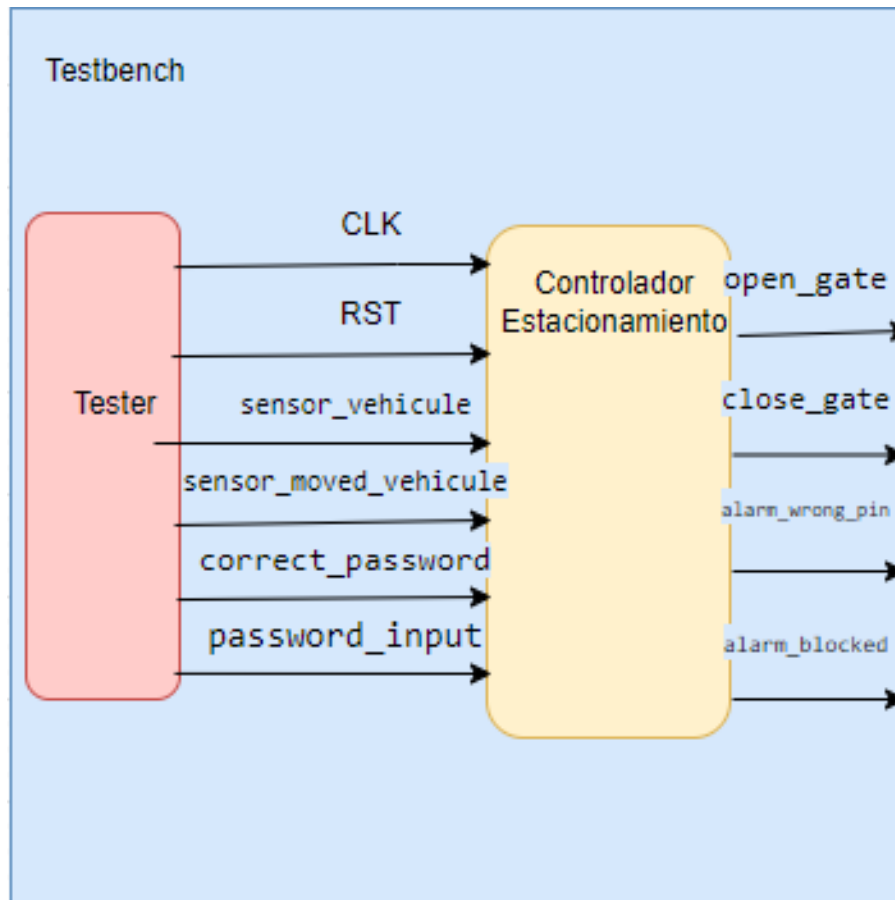 Testbench
CLK
RST
Tester
sensor_vehicule
sensor_moved_vehicule
correct_password
password_input
Controlador
Estacionamiento
open_gate
close_gate
alarm_wrong_pin
alarm_blocked